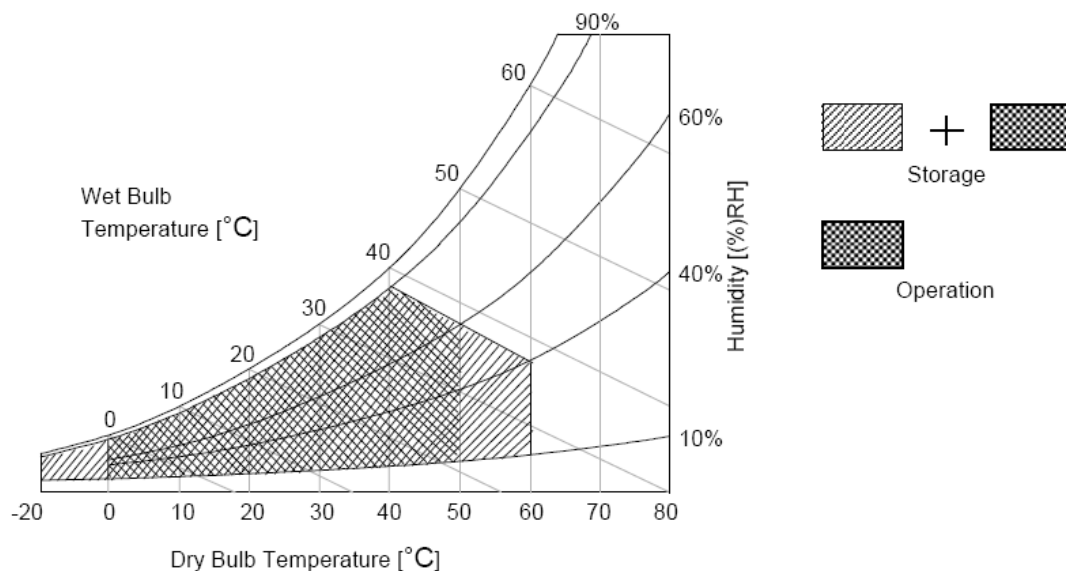 90%
60
60%
50
Wet Bulb
Temperature [°C]
40
30
20
10
0
40%
10%
Humidity [(%)RH]
-20 0 10 20 30 40 50 60 70 80
Dry Bulb Temperature [°C]
+
Storage
Operation